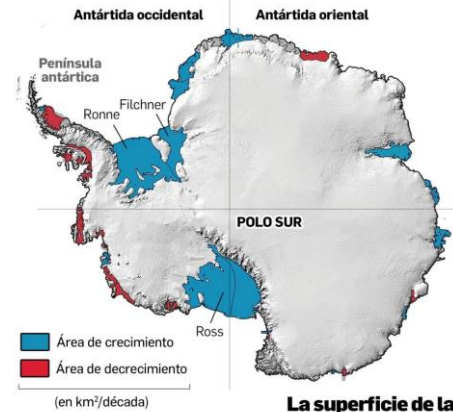 Antártida occidental
Antártida oriental
Península
antártica
Filchner
Ronne
POLO SUR
Ross
Área de crecimiento
Área de decrecimiento
(en km²/década)
La superficie de la